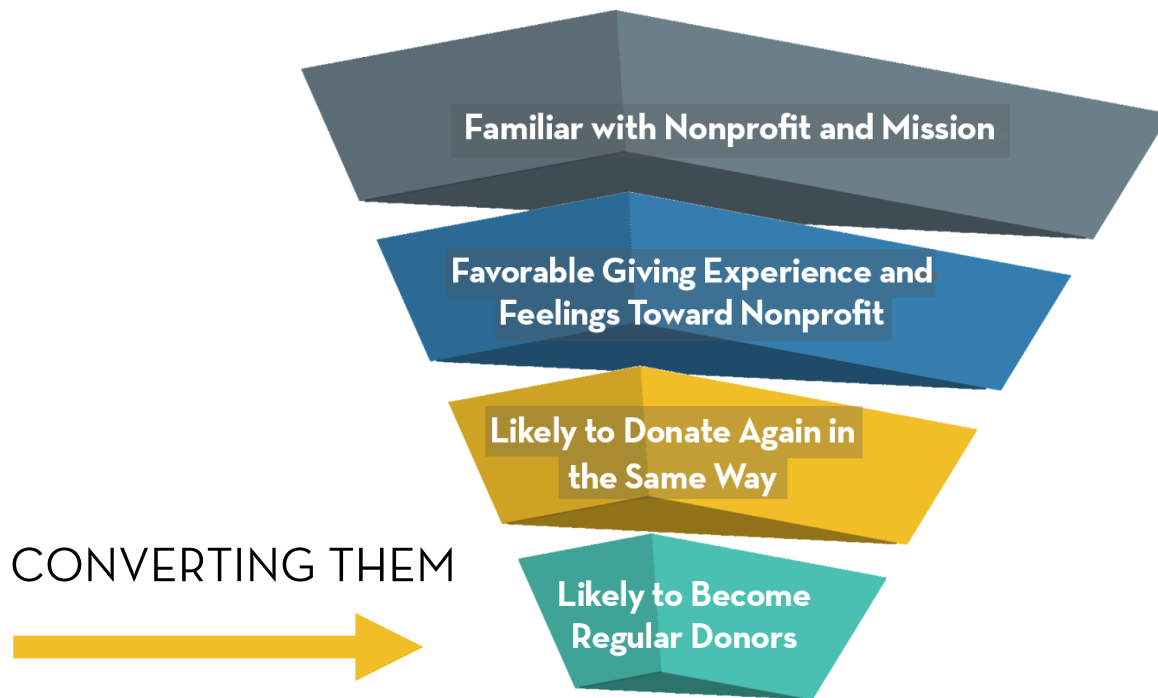 Familiar with Nonprofit and Mission
Favorable Giving Experience and
Feelings Toward Nonprofit
Likely to Donate Again in
the Same Way
CONVERTING THEM
Likely to Become
Regular Donors